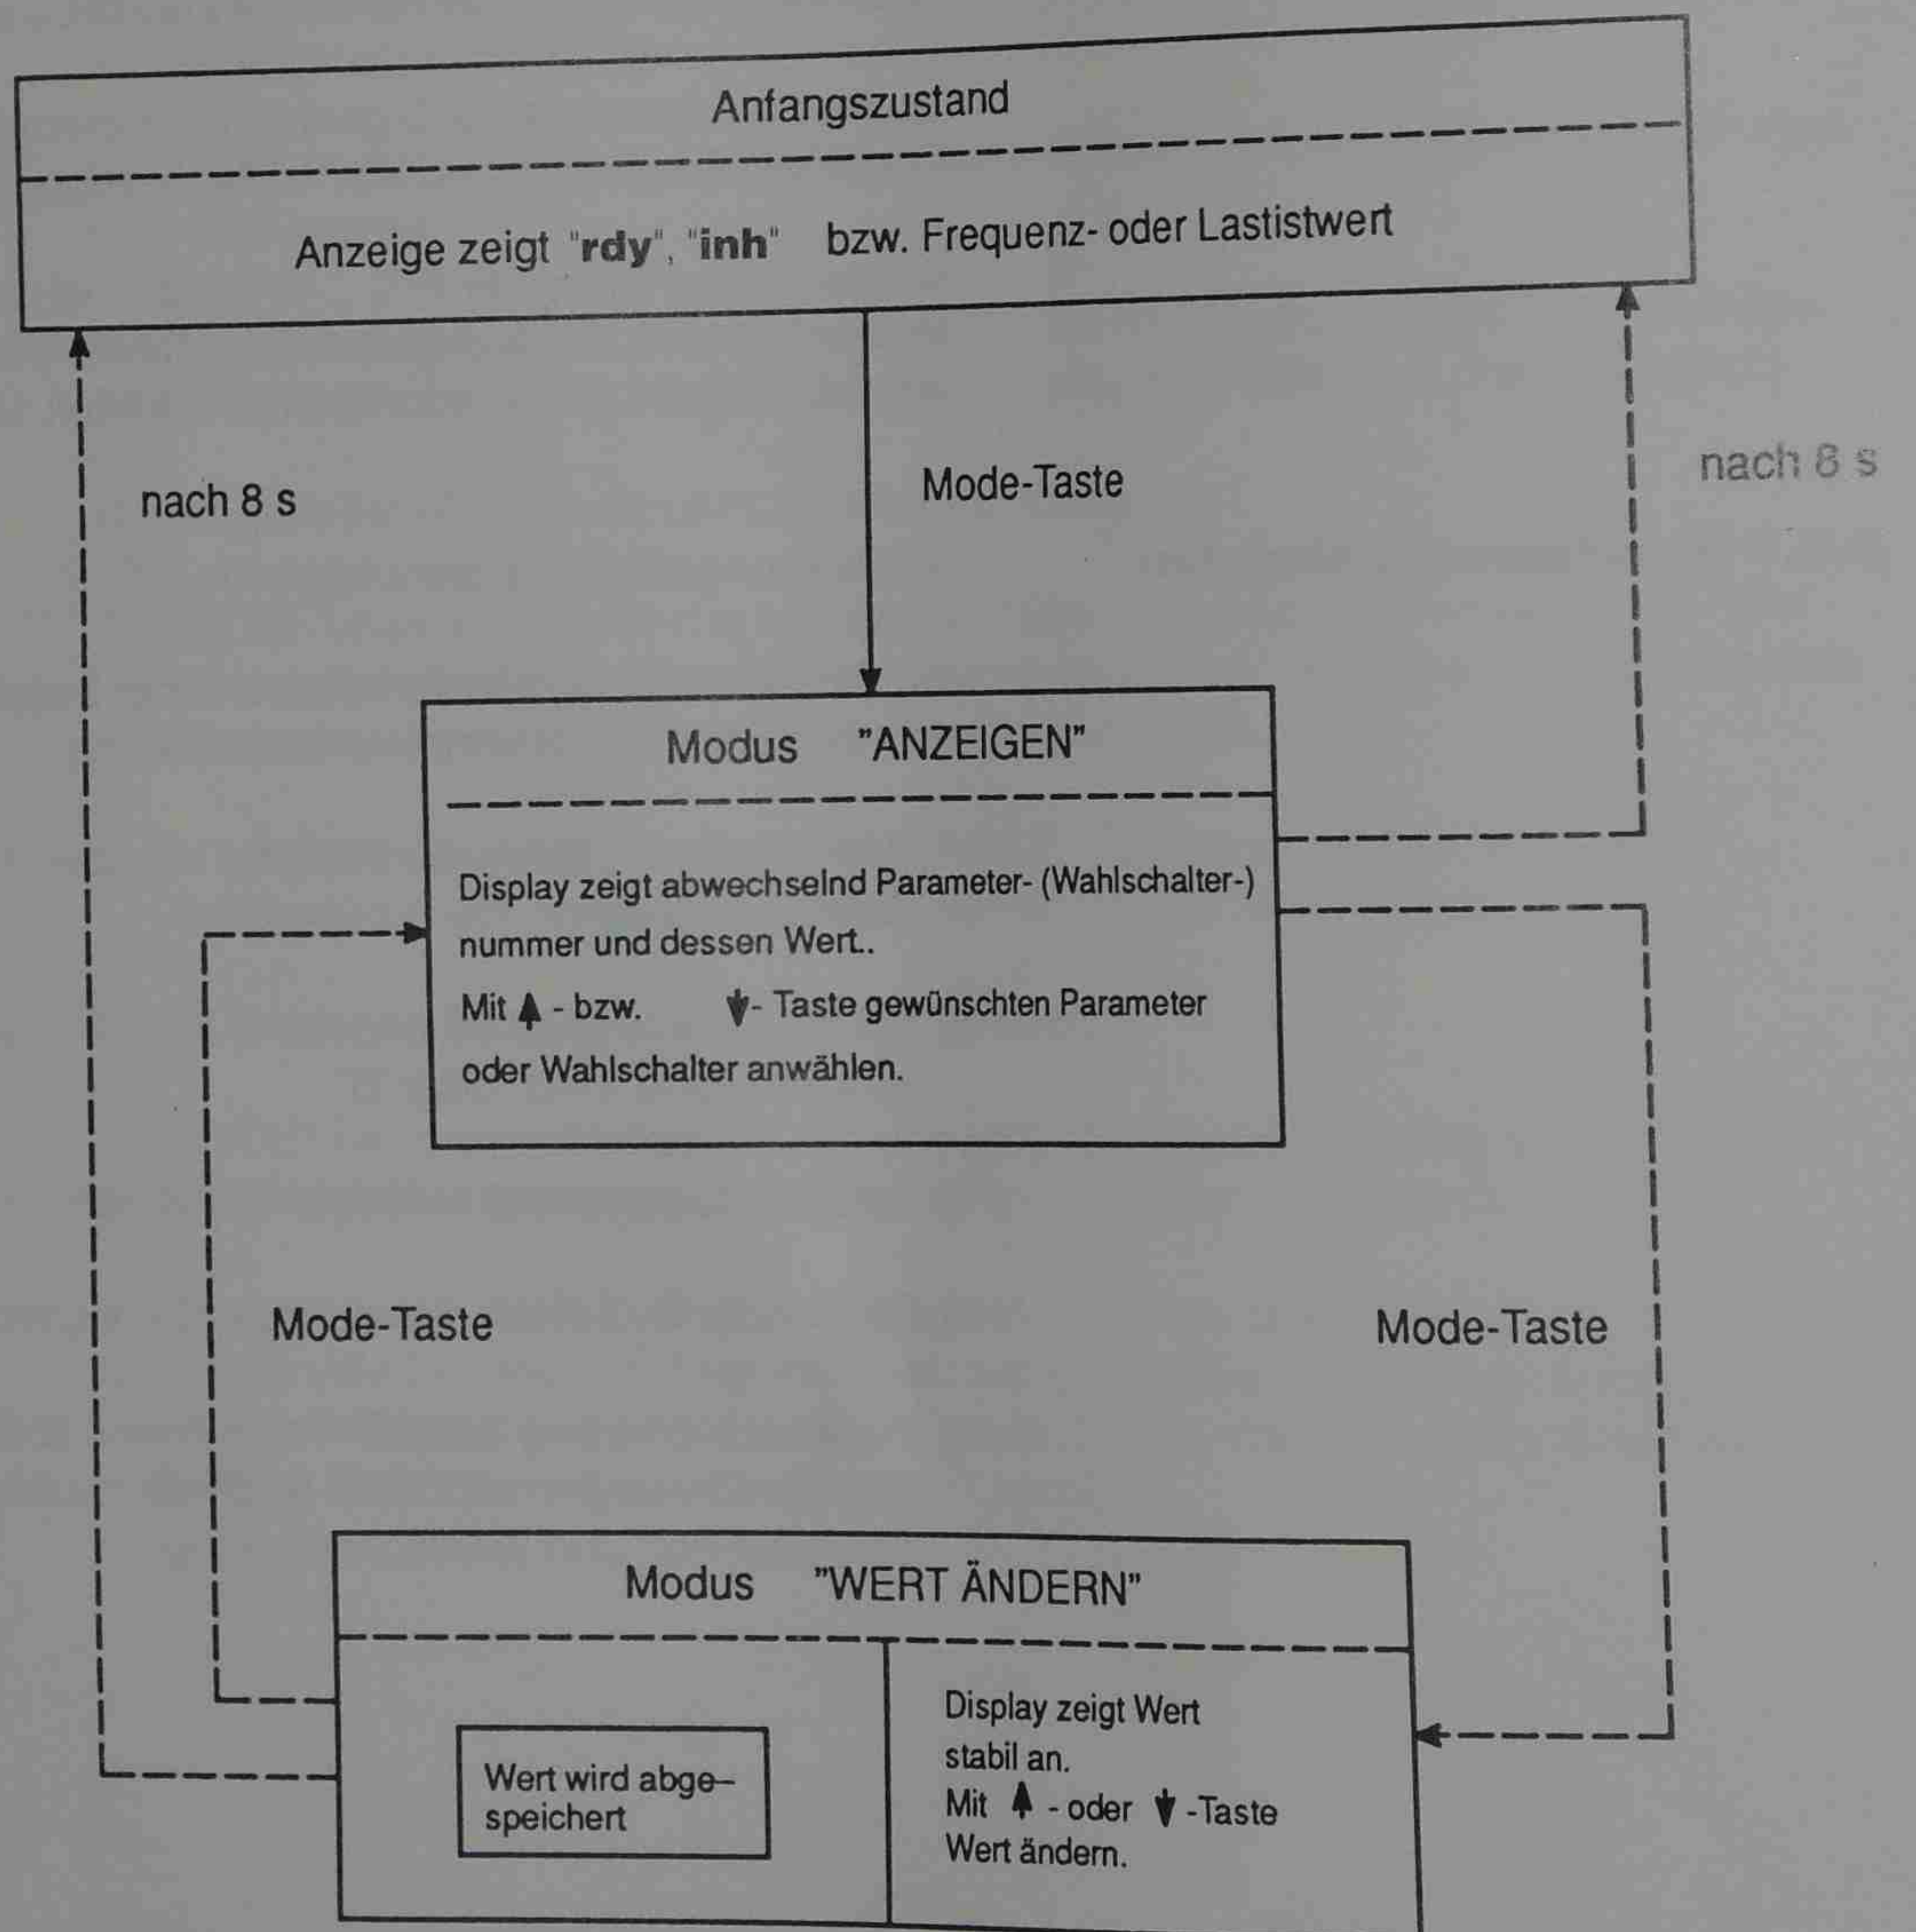 Anfangszustand
Anzeige zeigt "rdy", "inh" bzw. Frequenz- oder Lastistwert
nach 8 s
Mode-Taste
nach 8 s
Modus "ANZEIGEN"
Display zeigt abwechselnd Parameter- (Wahlschalter-)
nummer und dessen Wert..
Mit ↑ - bzw. ↓- Taste gewünschten Parameter
oder Wahlschalter anwählen.
Mode-Taste
Mode-Taste
Modus "WERT ÄNDERN"
Wert wird abge–
speichert
Display zeigt Wert
stabil an.
Mit ↑ - oder ↓ -Taste
Wert ändern.